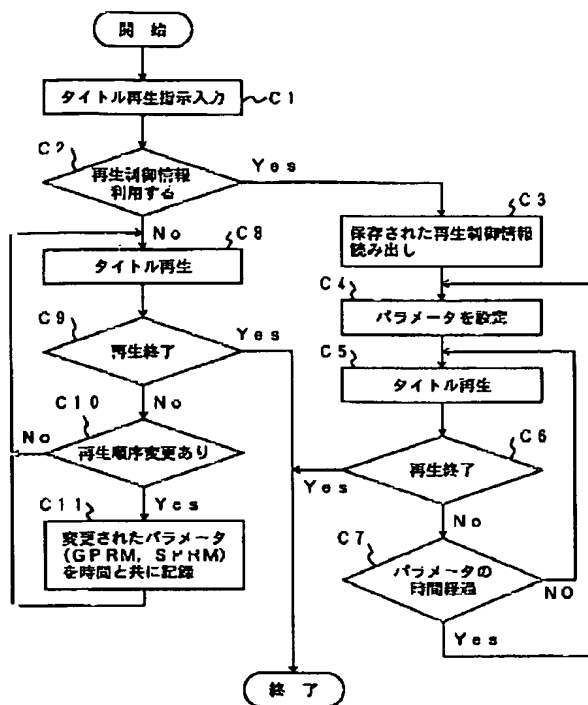 開始
タイトル再生指示入力
C1
C2
再生制御情報
利用する
Yes
No
C3
保存された再生制御情報
読み出し
C8
タイトル再生
C4
パラメータを設定
C9
再生終了
Yes
No
C5
タイトル再生
C10
再生順序変更あり
No
Yes
C6
再生終了
Yes
No
C11
変更されたパラメータ
(GPRM, SPRM)
を時間と共に記録
C7
パラメータの
時間経過
NO
Yes
終了